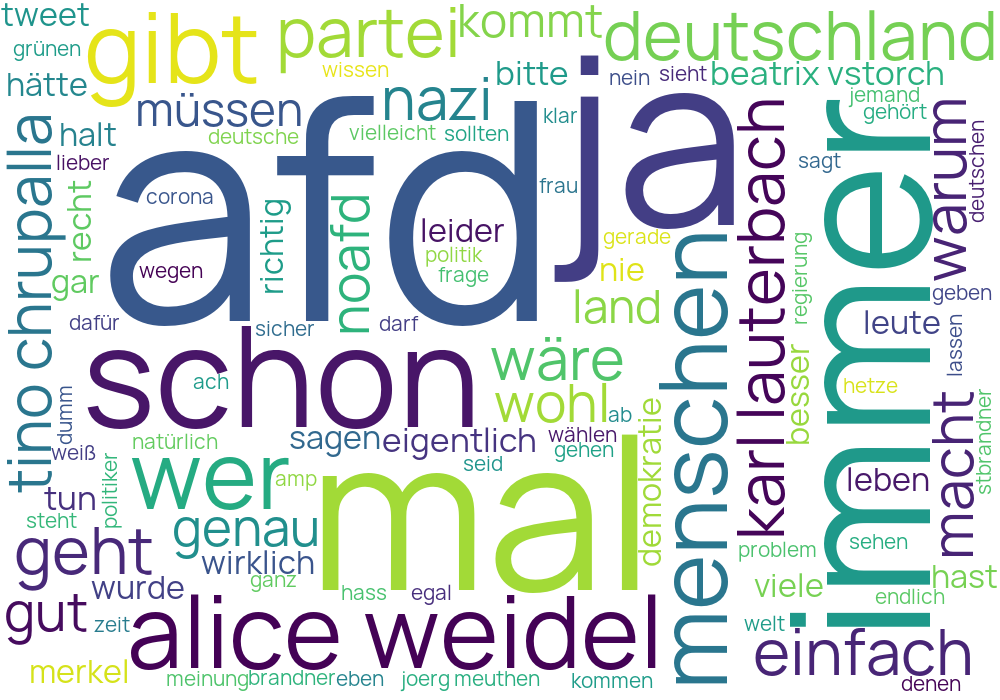 tweet
gibt
partei
kommt
deutschland
grünen
wissen
hätte
bitte
nein
sieht
beatrix vstorch
müssen
nazi
jemand
gehört
halt
deutsche
vielleicht
sollten
klar
afd
ja
immer
warum
deutschen
lieber
tino chrupalla
recht
corona
frau
sagt
karl lauterbach
richtig
noafd
leider
politik
frage
gerade
menschen
regierung
wegen
gar
nie
land
geben
dafür
sicher
darf
leute
lassen
schon
wäre
besser
ach
hetze
dumm
wohl
ab
demokratie
macht
stbrandner
weiß
natürlich
sagen
eigentlich
wählen
gehen
politiker
wer
seid
mal
leben
tun
amp
steht
genau
geht
wirklich
problem
sehen
ganz
wurde
hass
egal
viele
hast
endlich
gut
zeit
alice weidel
welt
einfach
merkel
meinung
brandner
eben
joerg meuthen
kommen
denen